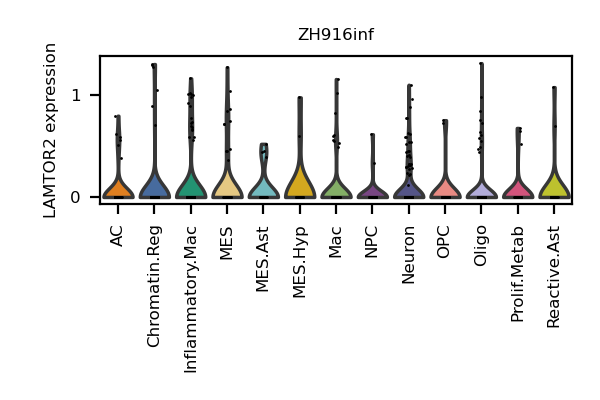 ZH916inf
LAMTOR2 expression
1
0
AC
Chromatin.Reg
Inflammatory.Mac
MES
MES.Ast
MES.Hyp
Mac
NPC
Neuron
OPC
Oligo
Prolif.Metab
Reactive.Ast